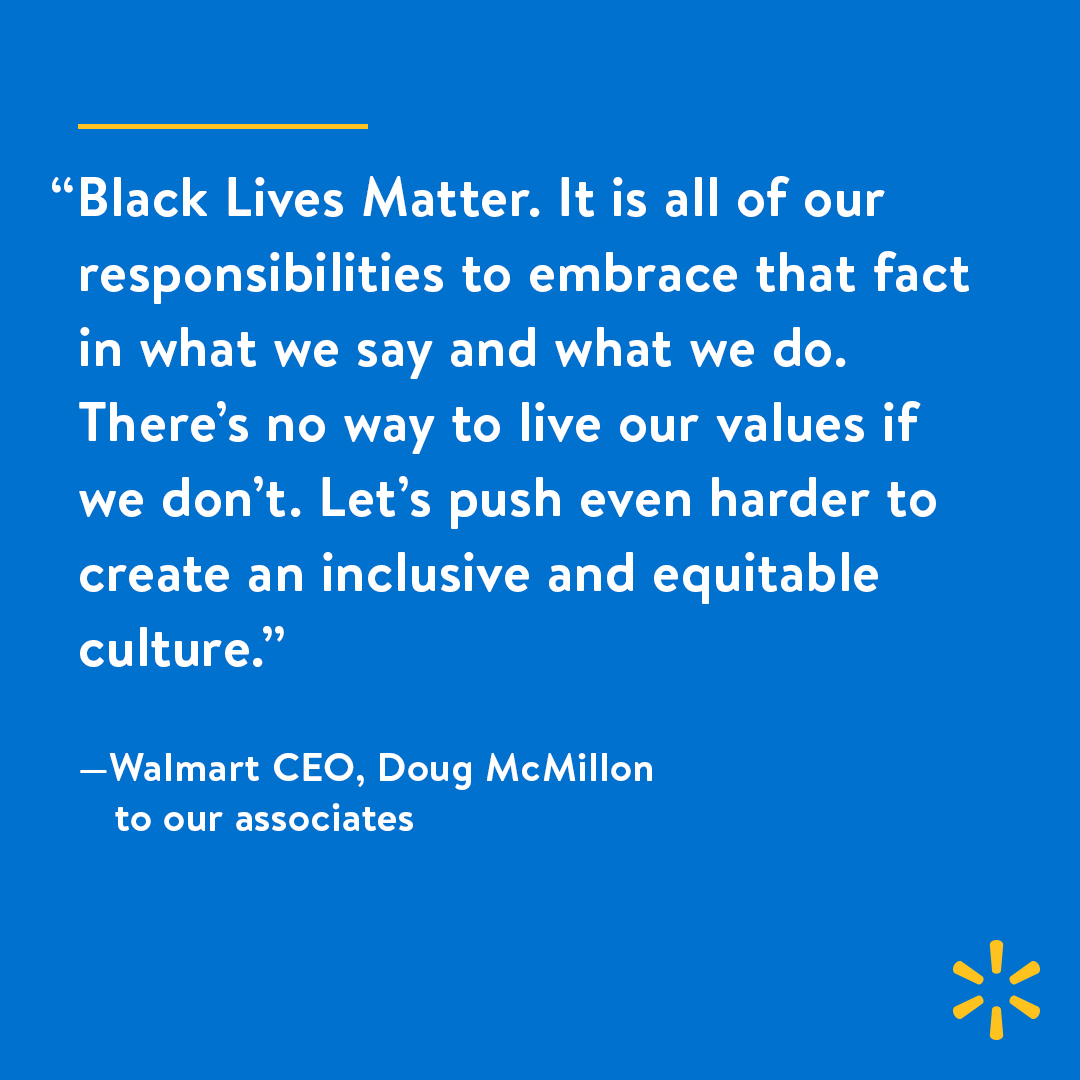 “Black Lives Matter. It is all of our
responsibilities to embrace that fact
in what we say and what we do.
There’s no way to live our values if
we don’t. Let’s push even harder to
create an inclusive and equitable
culture.”
—Walmart CEO, Doug McMillon
to our associates